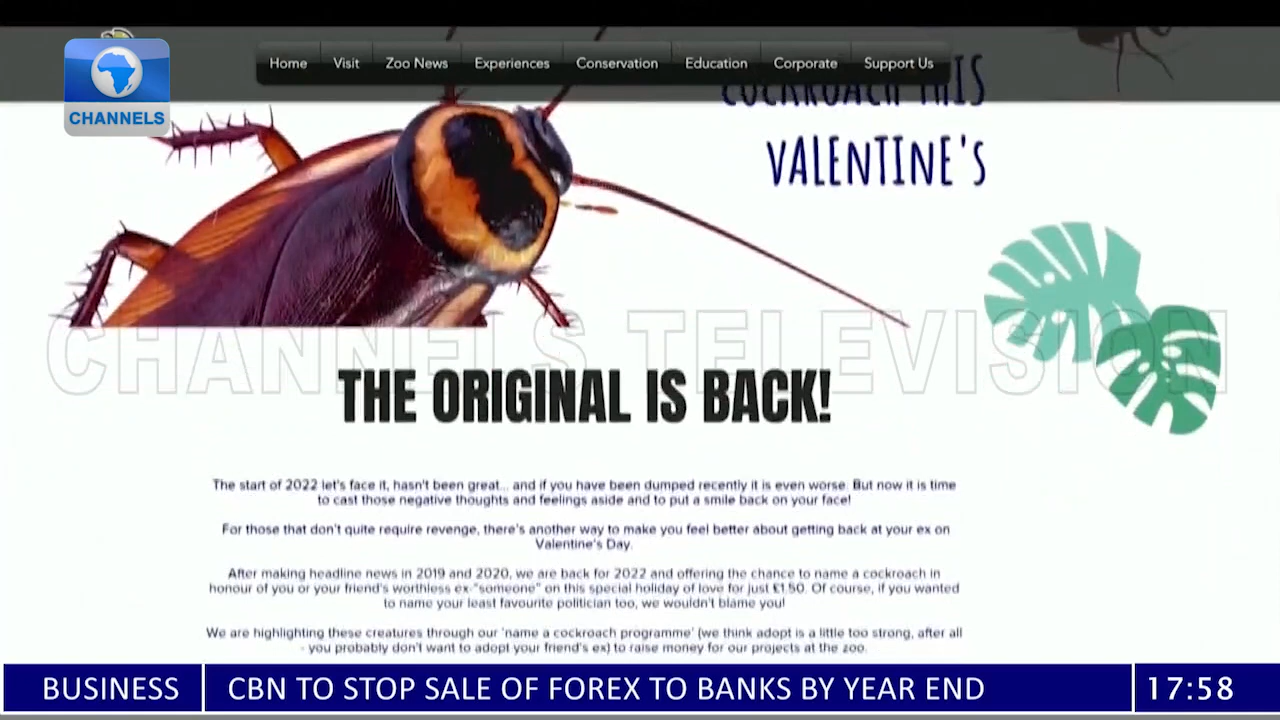 CHANNELS
Home Visit Zoo News Experiences Conservation Education Corporate Support Us
COCKROACH THIS
VALENTINE'S
CHANNELS TELEVISION
THE ORIGINAL IS BACK!
The start of 2022 let's face it, hasn't been great... and if you have been dumped recently it is even worse. But now it is time
to cast those negative thoughts and feelings aside and to put a smile back on your face!
For those that don't quite require revenge, there's another way to make you feel better about getting back at your ex on
Valentine's Day.
After making headline news in 2019 and 2020, we are back for 2022 and offering the chance to name a cockroach in
honour of you or your friend's worthless ex-"someone" on this special holiday of love for just £1.50. Of course, if you wanted
to name your least favourite politician too, we wouldn't blame you!
We are highlighting these creatures through our 'name a cockroach programme' (we think adopt is a little too strong, after all
- you probably don't want to adopt your friend's ex) to raise money for our projects at the zoo.
BUSINESS CBN TO STOP SALE OF FOREX TO BANKS BY YEAR END 17:58